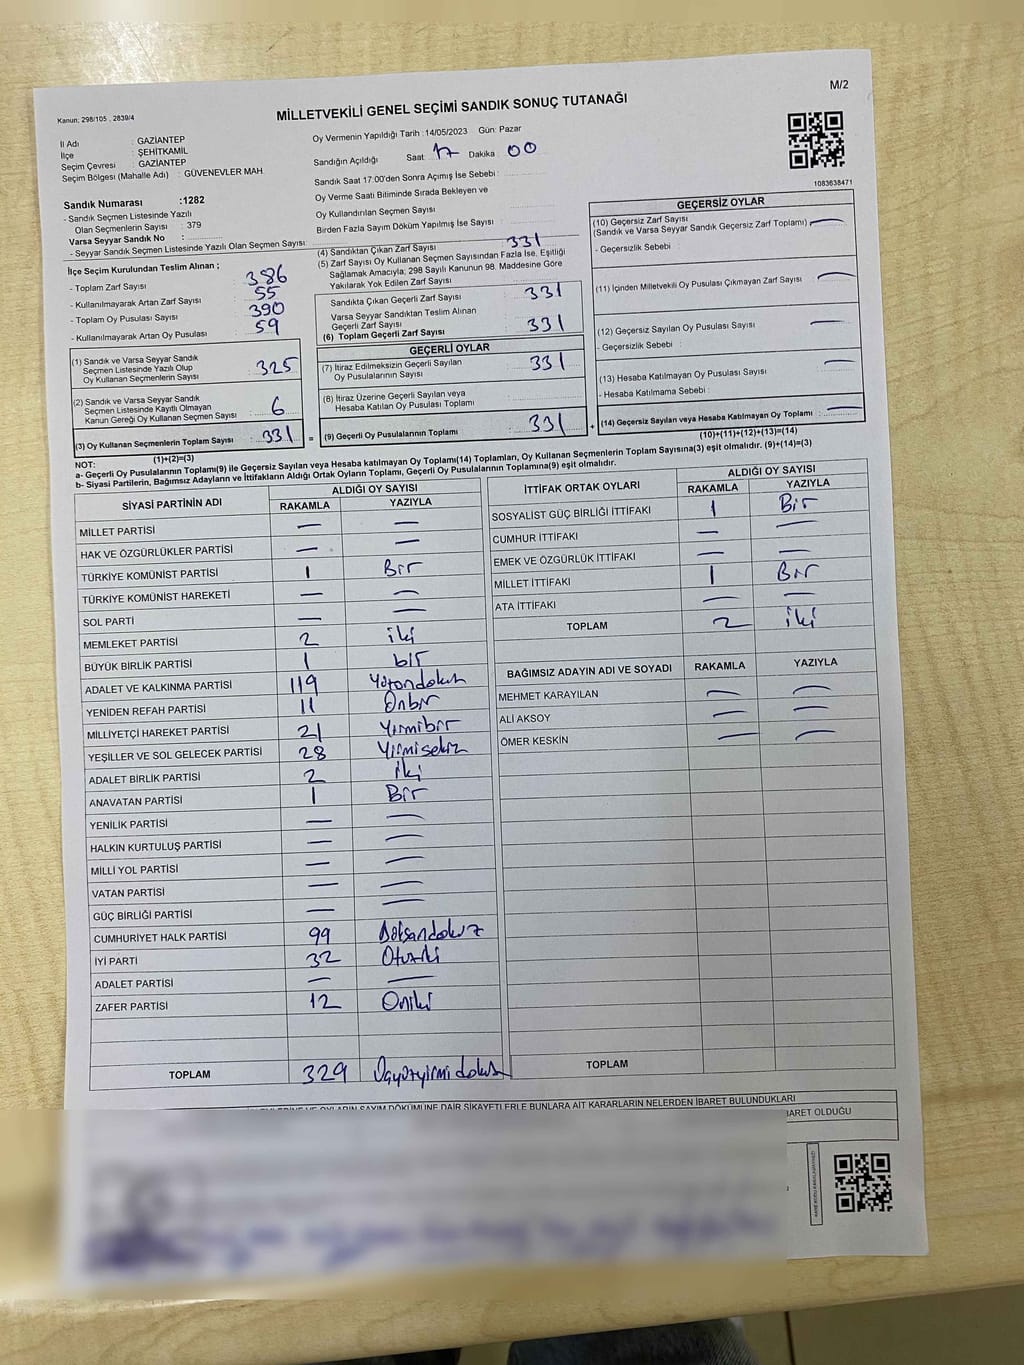 M/2
Kanun; 298/105 , 2839/4
MİLLETVEKİLİ GENEL SEÇİMİ SANDIK SONUÇ TUTANAĞI
İl Adı : GAZİANTEP
İlçe : ŞEHİTKAMİL
Seçim Çevresi : GAZİANTEP
Seçim Bölgesi (Mahalle Adı) : GÜVENEVLER MAH.
Sandık Numarası :1282
- Sandık Seçmen Listesinde Yazılı
Olan Seçmenlerin Sayısı : 379
Varsa Seyyar Sandık No :
- Seyyar Sandık Seçmen Listesinde Yazılı Olan Seçmen Sayısı :
Oy Vermenin Yapıldığı Tarih :14/05/2023 Gün: Pazar
Sandığın Açıldığı Saat 17 Dakika 00
Sandık Saat 17:00'den Sonra Açımış İse Sebebi :
Oy Verme Saati Bitiminde Sırada Bekleyen ve
Oy Kullandırılan Seçmen Sayısı :
Birden Fazla Sayım Döküm Yapılmış İse Sayısı :
1083638471
İlçe Seçim Kurulundan Teslim Alınan ;
- Toplam Zarf Sayısı : 386
- Kullanılmayarak Artan Zarf Sayısı : 55
- Toplam Oy Pusulası Sayısı : 390
- Kullanılmayarak Artan Oy Pusulası : 59
(1) Sandık ve Varsa Seyyar Sandık
Seçmen Listesinde Yazılı Olup
Oy Kullanan Seçmenlerin Sayısı : 325
(2) Sandık ve Varsa Seyyar Sandık
Seçmen Listesinde Kayıtlı Olmayan
Kanun Gereği Oy Kullanan Seçmen Sayısı : 6
(3) Oy Kullanan Seçmenlerin Toplam Sayısı : 331 =
(1)+(2)=(3)
(4) Sandıktan Çıkan Zarf Sayısı : 331
(5) Zarf Sayısı Oy Kullanan Seçmen Sayısından Fazla İse, Eşitliği
Sağlamak Amacıyla; 298 Sayılı Kanunun 98. Maddesine Göre
Yakılarak Yok Edilen Zarf Sayısı :
Sandıkta Çıkan Geçerli Zarf Sayısı : 331
Varsa Seyyar Sandıktan Teslim Alınan
Geçerli Zarf Sayısı :
(6) Toplam Geçerli Zarf Sayısı : 331
GEÇERLİ OYLAR
(7) İtiraz Edilmeksizin Geçerli Sayılan
Oy Pusulalarının Sayısı : 331
(8) İtiraz Üzerine Geçerli Sayılan veya
Hesaba Katılan Oy Pusulası Toplamı :
(9) Geçerli Oy Pusulalarının Toplamı : 331 +
GEÇERSİZ OYLAR
(10) Geçersiz Zarf Sayısı
(Sandık ve Varsa Seyyar Sandık Geçersiz Zarf Toplamı) : —
- Geçersizlik Sebebi :
(11) İçinden Milletvekili Oy Pusulası Çıkmayan Zarf Sayısı : —
(12) Geçersiz Sayılan Oy Pusulası Sayısı : —
- Geçersizlik Sebebi :
(13) Hesaba Katılmayan Oy Pusulası Sayısı : —
- Hesaba Katılmama Sebebi :
(14) Geçersiz Sayılan veya Hesaba Katılmayan Oy Toplamı : —
(10)+(11)+(12)+(13)=(14)
NOT:
a- Geçerli Oy Pusulalarının Toplamı(9) ile Geçersiz Sayılan veya Hesaba katılmayan Oy Toplamı(14) Toplamları, Oy Kullanan Seçmenlerin Toplam Sayısına(3) eşit olmalıdır. (9)+(14)=(3)
b- Siyasi Partilerin, Bağımsız Adayların ve İttifakların Aldığı Ortak Oyların Toplamı, Geçerli Oy Pusulalarının Toplamına(9) eşit olmalıdır.
SİYASİ PARTİNİN ADI ALDIĞI OY SAYISI
RAKAMLA YAZIYLA
MİLLET PARTİSİ — —
HAK VE ÖZGÜRLÜKLER PARTİSİ — —
TÜRKİYE KOMÜNİST PARTİSİ 1 Bir
TÜRKİYE KOMÜNİST HAREKETİ — —
SOL PARTİ — —
MEMLEKET PARTİSİ 2 iki
BÜYÜK BİRLİK PARTİSİ 1 bir
ADALET VE KALKINMA PARTİSİ 119 Yüzondokuz
YENİDEN REFAH PARTİSİ 11 Onbir
MİLLİYETÇİ HAREKET PARTİSİ 21 Yirmibir
YEŞİLLER VE SOL GELECEK PARTİSİ 28 Yirmisekiz
ADALET BİRLİK PARTİSİ 2 iki
ANAVATAN PARTİSİ 1 Bir
YENİLİK PARTİSİ — —
HALKIN KURTULUŞ PARTİSİ — —
MİLLİ YOL PARTİSİ — —
VATAN PARTİSİ — —
GÜÇ BİRLİĞİ PARTİSİ — —
CUMHURİYET HALK PARTİSİ 99 Doksandokuz
İYİ PARTİ 32 Otuziki
ADALET PARTİSİ — —
ZAFER PARTİSİ 12 Oniki
TOPLAM 329 Üçyüzyirmi dokuz
İTTİFAK ORTAK OYLARI ALDIĞI OY SAYISI
RAKAMLA YAZIYLA
SOSYALİST GÜÇ BİRLİĞİ İTTİFAKI 1 Bir
CUMHUR İTTİFAKI — —
EMEK VE ÖZGÜRLÜK İTTİFAKI — —
MİLLET İTTİFAKI 1 Bir
ATA İTTİFAKI — —
TOPLAM 2 iki
BAĞIMSIZ ADAYIN ADI VE SOYADI RAKAMLA YAZIYLA
MEHMET KARAYILAN — —
ALİ AKSOY — —
ÖMER KESKİN — —
TOPLAM
OYLARIN SAYIM DÖKÜMÜNE DAİR ŞİKAYETLERLE BUNLARA AİT KARARLARIN NELERDEN İBARET BULUNDUKLARI
İBARET OLDUĞU